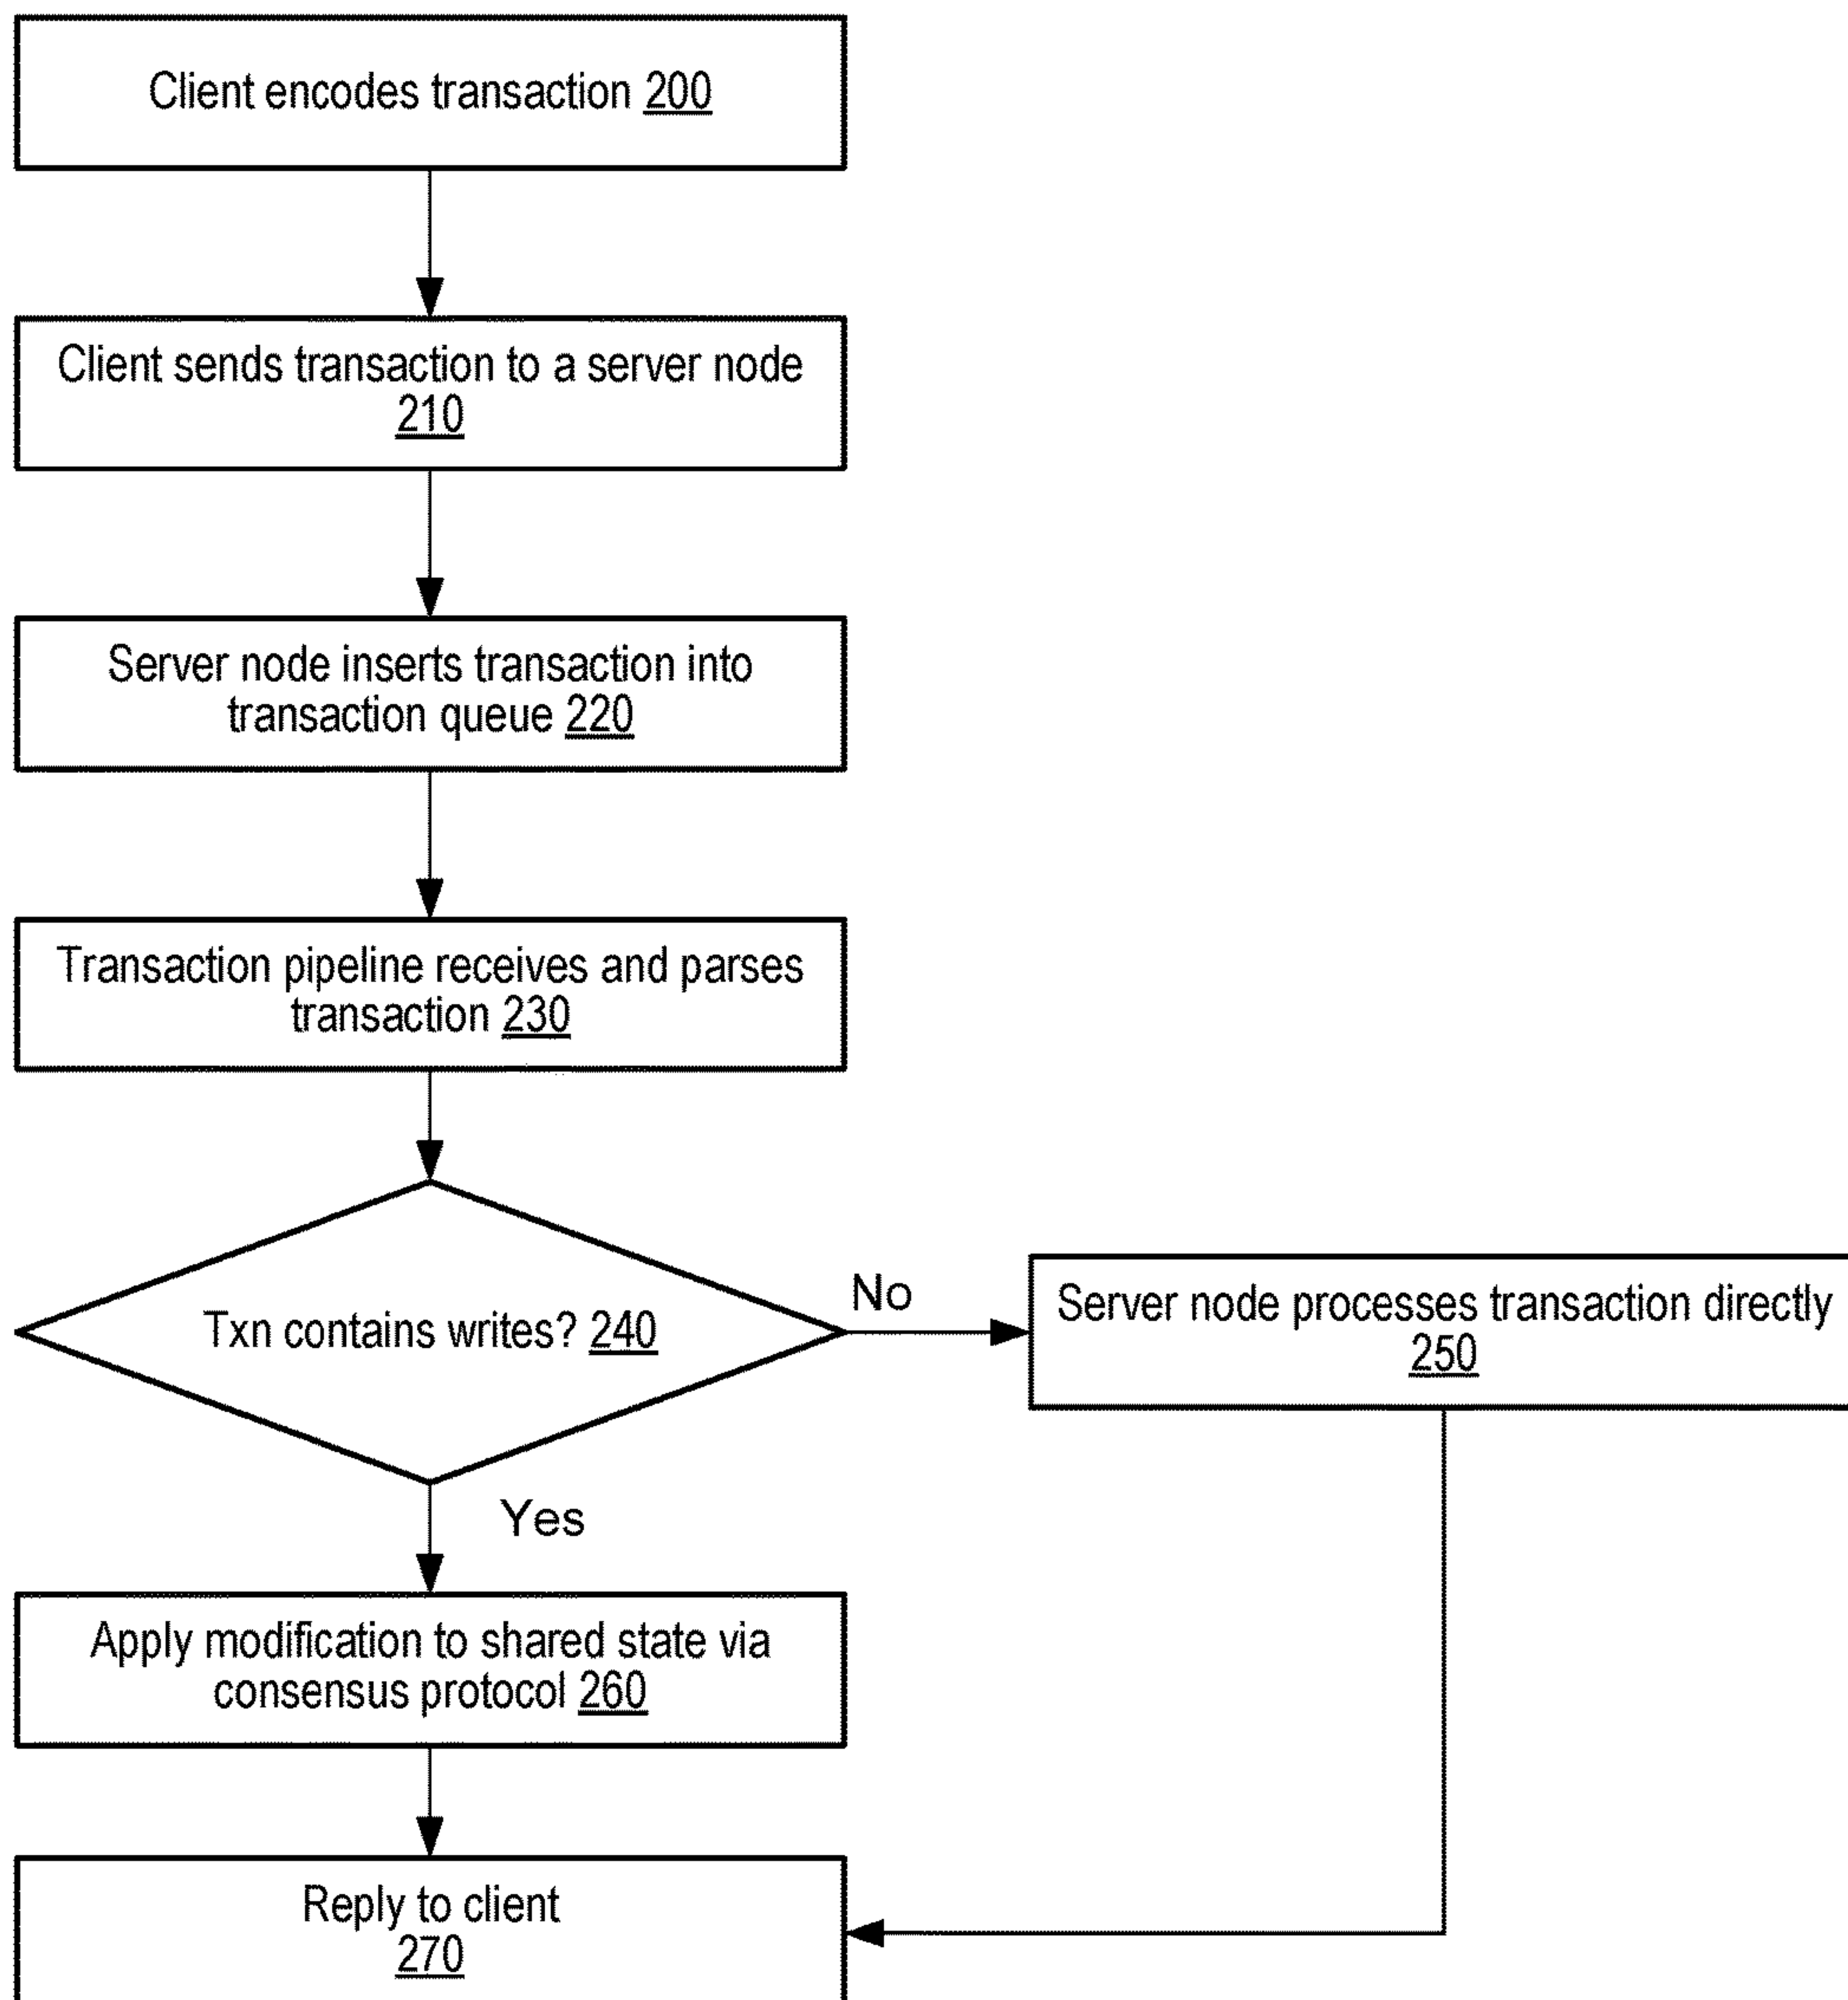 Client encodes transaction 200
Client sends transaction to a server node
210
Server node inserts transaction into
transaction queue 220
Transaction pipeline receives and parses
transaction 230
Txn contains writes? 240
No
Server node processes transaction directly
250
Yes
Apply modification to shared state via
consensus protocol 260
Reply to client
270